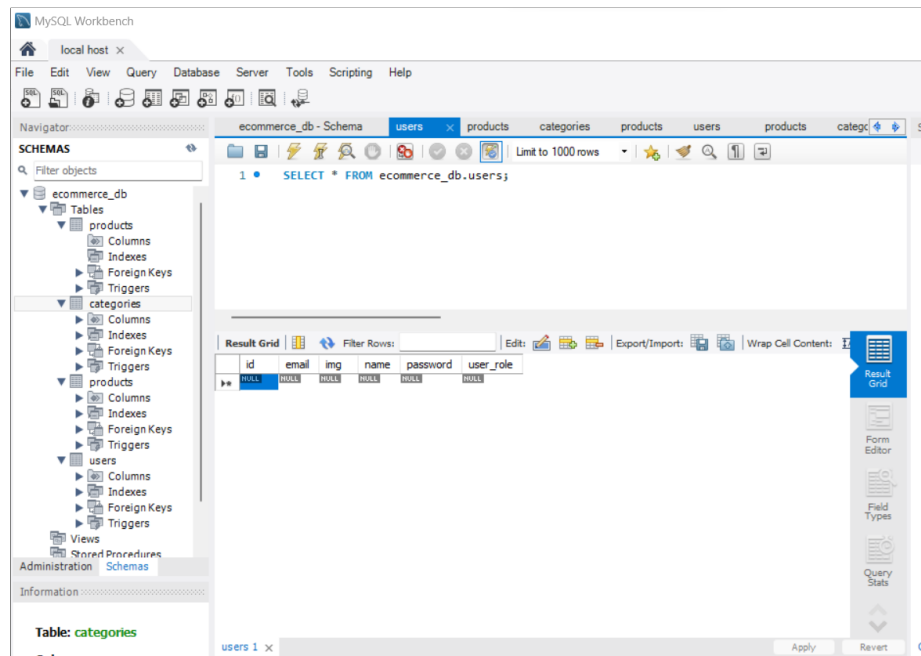 MySQL Workbench
local host
File Edit View Query Database Server Tools Scripting Help
Navigator
SCHEMAS
Filter objects
ecommerce_db
Tables
products
Columns
Indexes
Foreign Keys
Triggers
categories
Columns
Indexes
Foreign Keys
Triggers
products
Columns
Indexes
Foreign Keys
Triggers
users
Columns
Indexes
Foreign Keys
Triggers
Views
Stored Procedures
Administration Schemas
Information
Table: categories
ecommerce_db - Schema users products categories products users products categc
Limit to 1000 rows
1 SELECT * FROM ecommerce_db.users;
Result Grid Filter Rows: Edit: Export/Import: Wrap Cell Content:
id email img name password user_role
NULL NULL NULL NULL NULL NULL
Result
Grid
Form
Editor
Field
Types
Query
Stats
users 1 Apply Revert